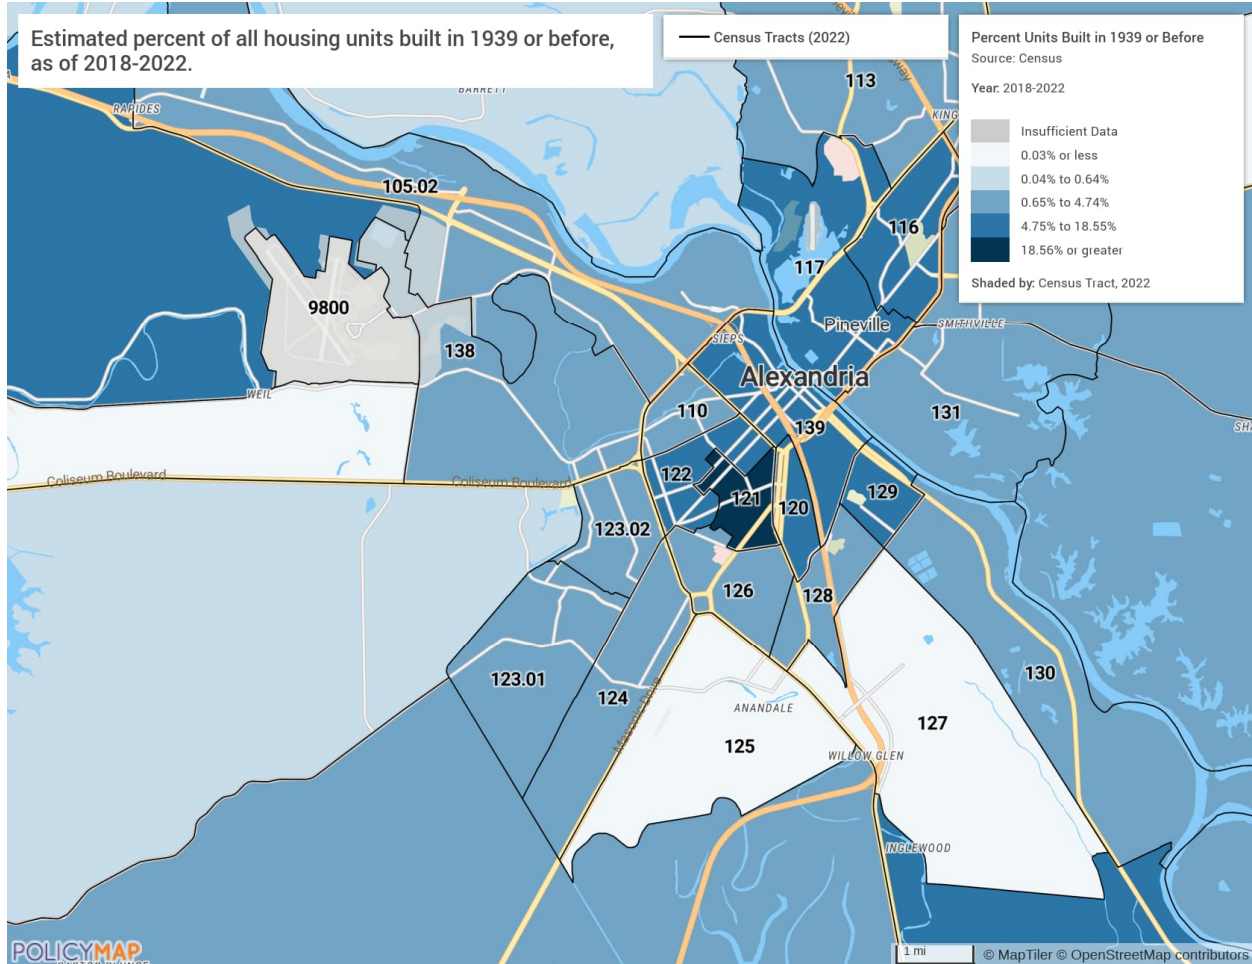 Estimated percent of all housing units built in 1939 or before,
as of 2018-2022.
Census Tracts (2022)
Percent Units Built in 1939 or Before
Source: Census
Year: 2018-2022
Insufficient Data
0.03% or less
0.04% to 0.64%
0.65% to 4.74%
4.75% to 18.55%
18.56% or greater
Shaded by: Census Tract, 2022
113
BARRETT
RAPIDES
KING
105.02
116
117
9800
Pineville
SMITHVILLE
SIEPS
138
Alexandria
WEIL
110
131
139
SHA
Coliseum Boulevard
Coliseum Boulevard
122
121
120
129
123.02
126
128
123.01
124
130
Masonic Drive
ANANDALE
125
127
WILLOW GLEN
INGLEWOOD
POLICYMAP
1 mi
© MapTiler © OpenStreetMap contributors